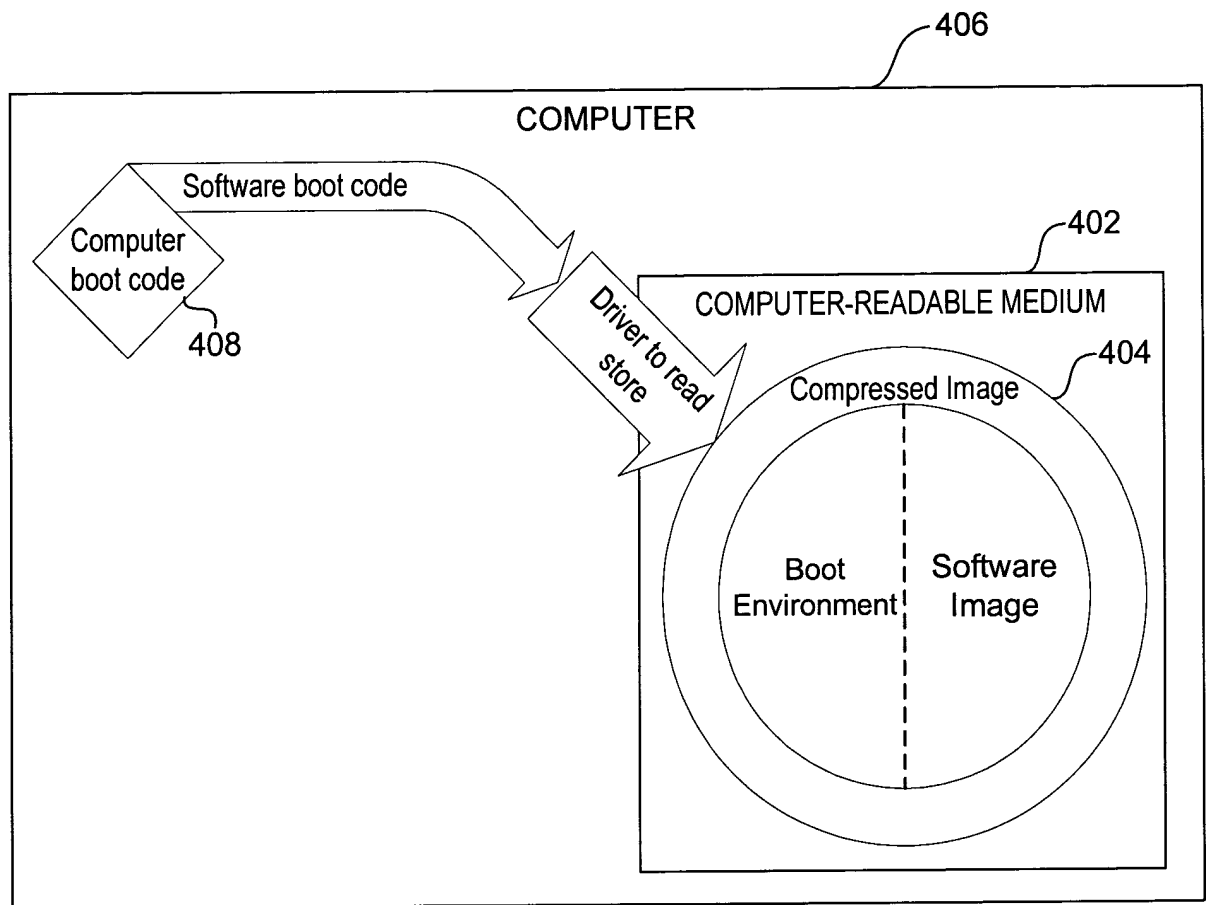 406
COMPUTER
Software boot code
Computer
boot code
408
Driver to read
store
402
COMPUTER-READABLE MEDIUM
404
Compressed Image
Boot
Environment
Software
Image